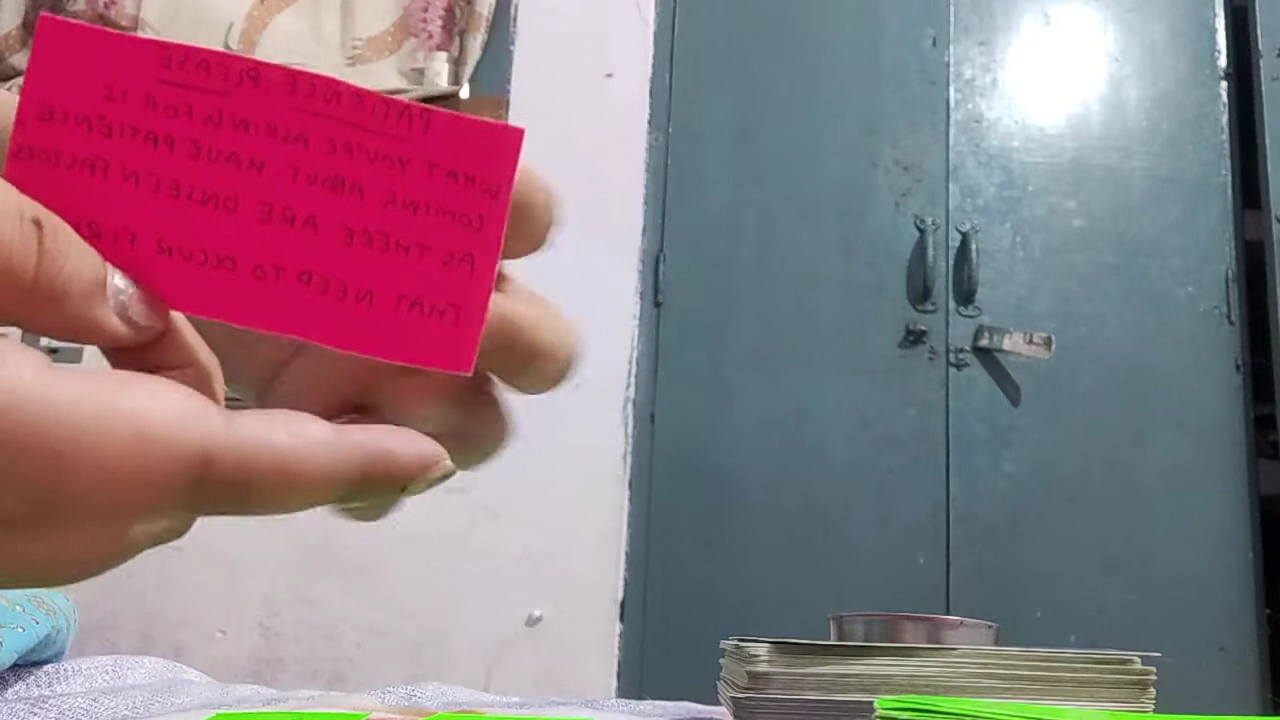 PATIENCE, PLEASE
WHAT YOU'RE ASKING FOR IS
COMING ABOUT. HAVE PATIENCE
AS THERE ARE UNSEEN FACTORS
THAT NEED TO OCCUR FIRST